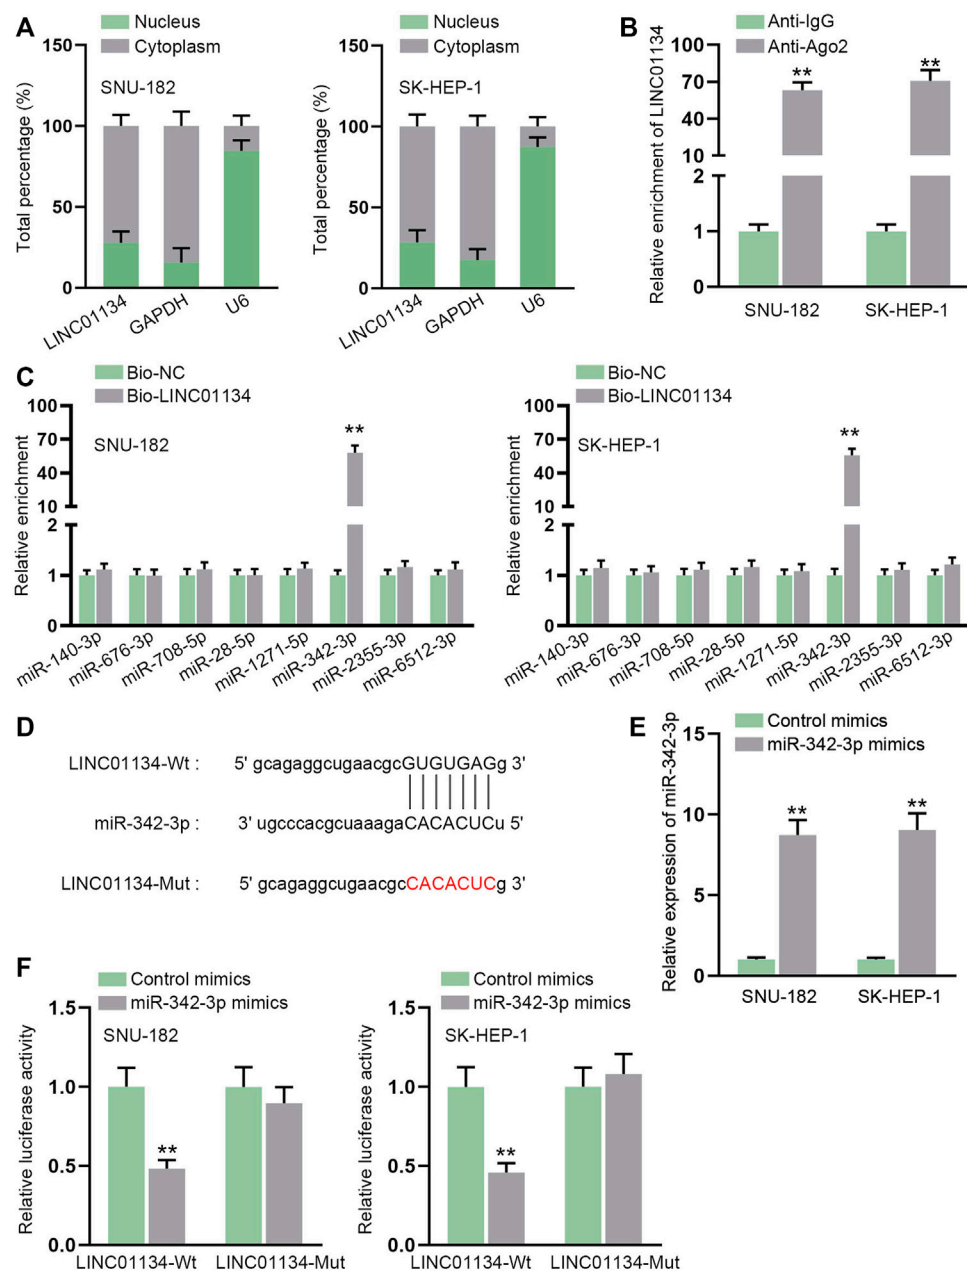 A
Nucleus
Cytoplasm
SNU-182
Total percentage (%)
150
100
50
0
LINC01134
GAPDH
U6
Nucleus
Cytoplasm
SK-HEP-1
Total percentage (%)
150
100
50
0
LINC01134
GAPDH
U6
B
Anti-IgG
Anti-Ago2
Relative enrichment of LINC01134
100
70
40
10
2
1
0
**
**
SNU-182
SK-HEP-1
C
Bio-NC
Bio-LINC01134
SNU-182
Relative enrichment
100
70
40
10
2
1
0
**
miR-140-3p
miR-676-3p
miR-708-5p
miR-28-5p
miR-1271-5p
miR-342-3p
miR-2355-3p
miR-6512-3p
Bio-NC
Bio-LINC01134
SK-HEP-1
Relative enrichment
100
70
40
10
2
1
0
**
miR-140-3p
miR-676-3p
miR-708-5p
miR-28-5p
miR-1271-5p
miR-342-3p
miR-2355-3p
miR-6512-3p
D
LINC01134-Wt : 5' gcagaggcugaacgcGUGUGAGg 3'
miR-342-3p : 3' ugcccacgcuaaagaCACACUCu 5'
LINC01134-Mut : 5' gcagaggcugaacgcCACACUCg 3'
E
Control mimics
miR-342-3p mimics
Relative expression of miR-342-3p
15
10
5
0
**
**
SNU-182
SK-HEP-1
F
Control mimics
miR-342-3p mimics
SNU-182
Relative luciferase activity
1.5
1.0
0.5
0.0
**
LINC01134-Wt
LINC01134-Mut
Control mimics
miR-342-3p mimics
SK-HEP-1
Relative luciferase activity
1.5
1.0
0.5
0.0
**
LINC01134-Wt
LINC01134-Mut